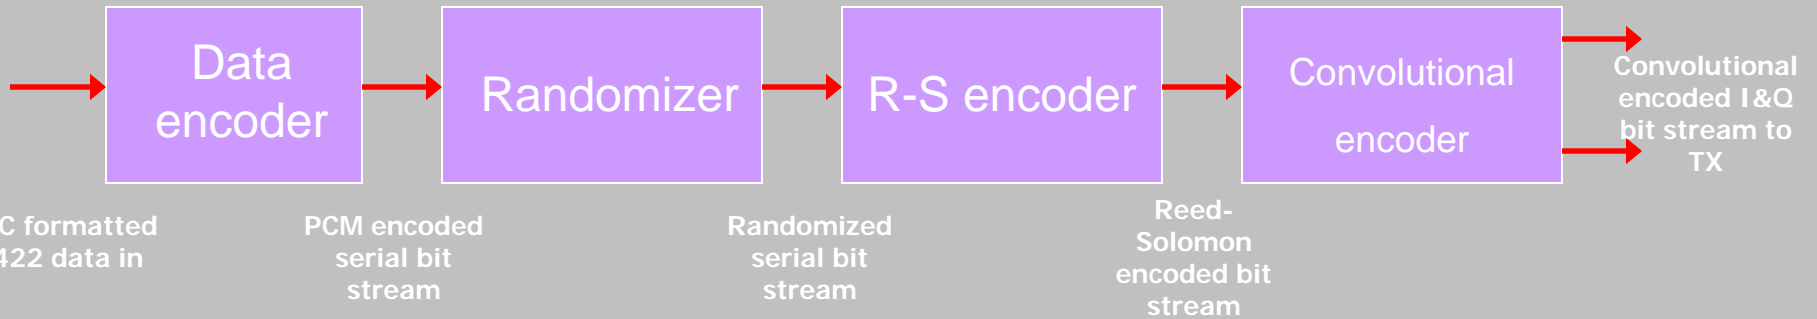 Data
encoder
Randomizer
R-S encoder
Convolutional
encoder
Convolutional
encoded I&Q
bit stream to
TX
C formatted
422 data in
PCM encoded
serial bit
stream
Randomized
serial bit
stream
Reed-
Solomon
encoded bit
stream